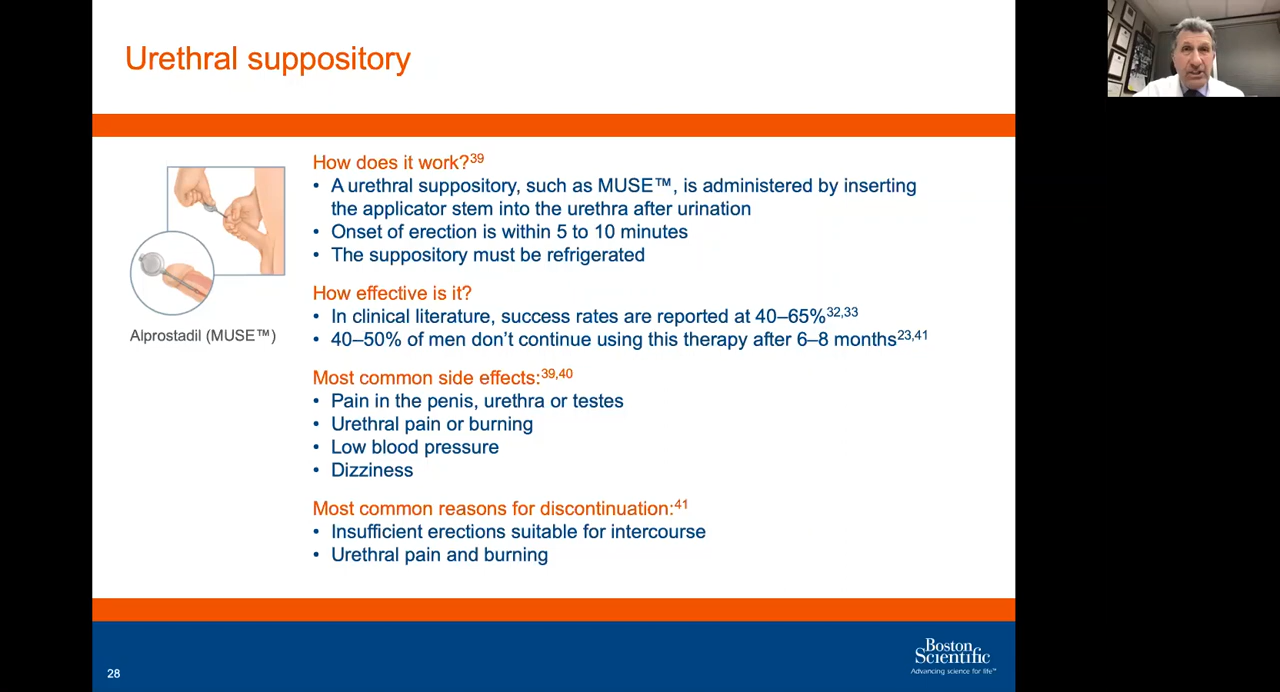 Urethral suppository
How does it work?39
• A urethral suppository, such as MUSE™, is administered by inserting
the applicator stem into the urethra after urination
• Onset of erection is within 5 to 10 minutes
• The suppository must be refrigerated
How effective is it?
• In clinical literature, success rates are reported at 40–65%32,33
• 40–50% of men don’t continue using this therapy after 6–8 months23,41
Alprostadil (MUSE™)
Most common side effects:39,40
• Pain in the penis, urethra or testes
• Urethral pain or burning
• Low blood pressure
• Dizziness
Most common reasons for discontinuation:41
• Insufficient erections suitable for intercourse
• Urethral pain and burning
28
Boston
Scientific
Advancing science for life™